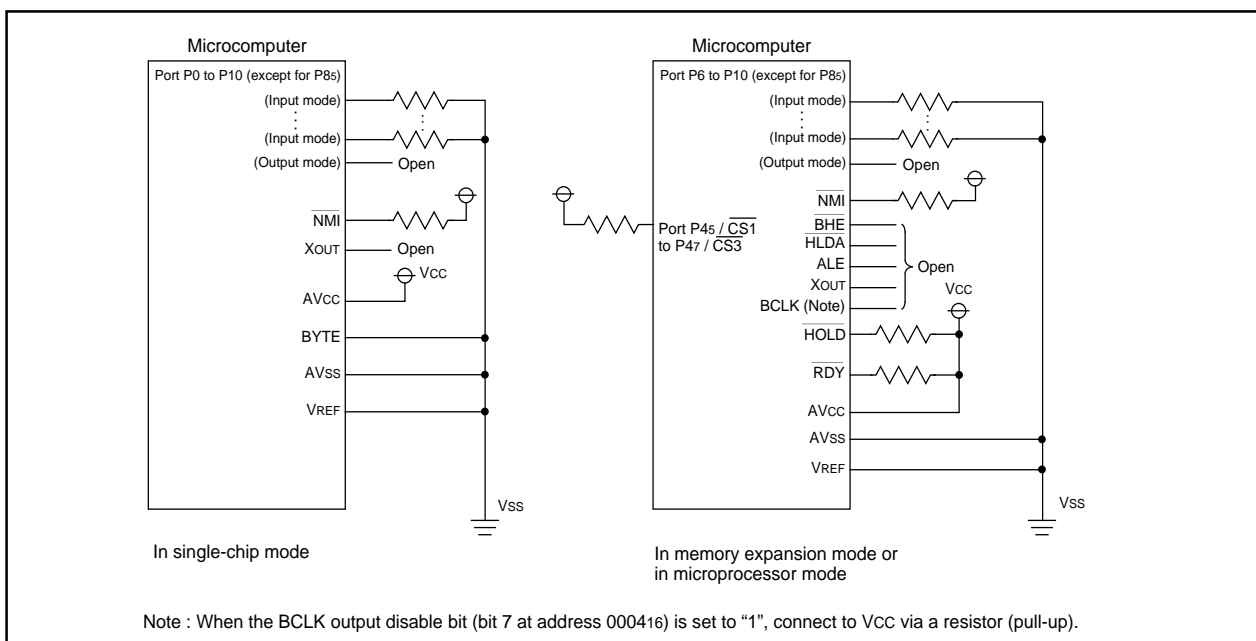 Microcomputer
Port P0 to P10 (except for P85)
(Input mode)
(Input mode)
(Output mode)
Open
NMI
XOUT
Open
VCC
AVCC
BYTE
AVSS
VREF
VSS
In single-chip mode
Microcomputer
Port P6 to P10 (except for P85)
(Input mode)
(Input mode)
(Output mode)
Open
NMI
Port P45 / CS1
to P47 / CS3
BHE
HLDA
ALE
Open
XOUT
VCC
BCLK (Note)
HOLD
RDY
AVCC
AVSS
VREF
VSS
In memory expansion mode or
in microprocessor mode
Note : When the BCLK output disable bit (bit 7 at address 000416) is set to “1”, connect to VCC via a resistor (pull-up).